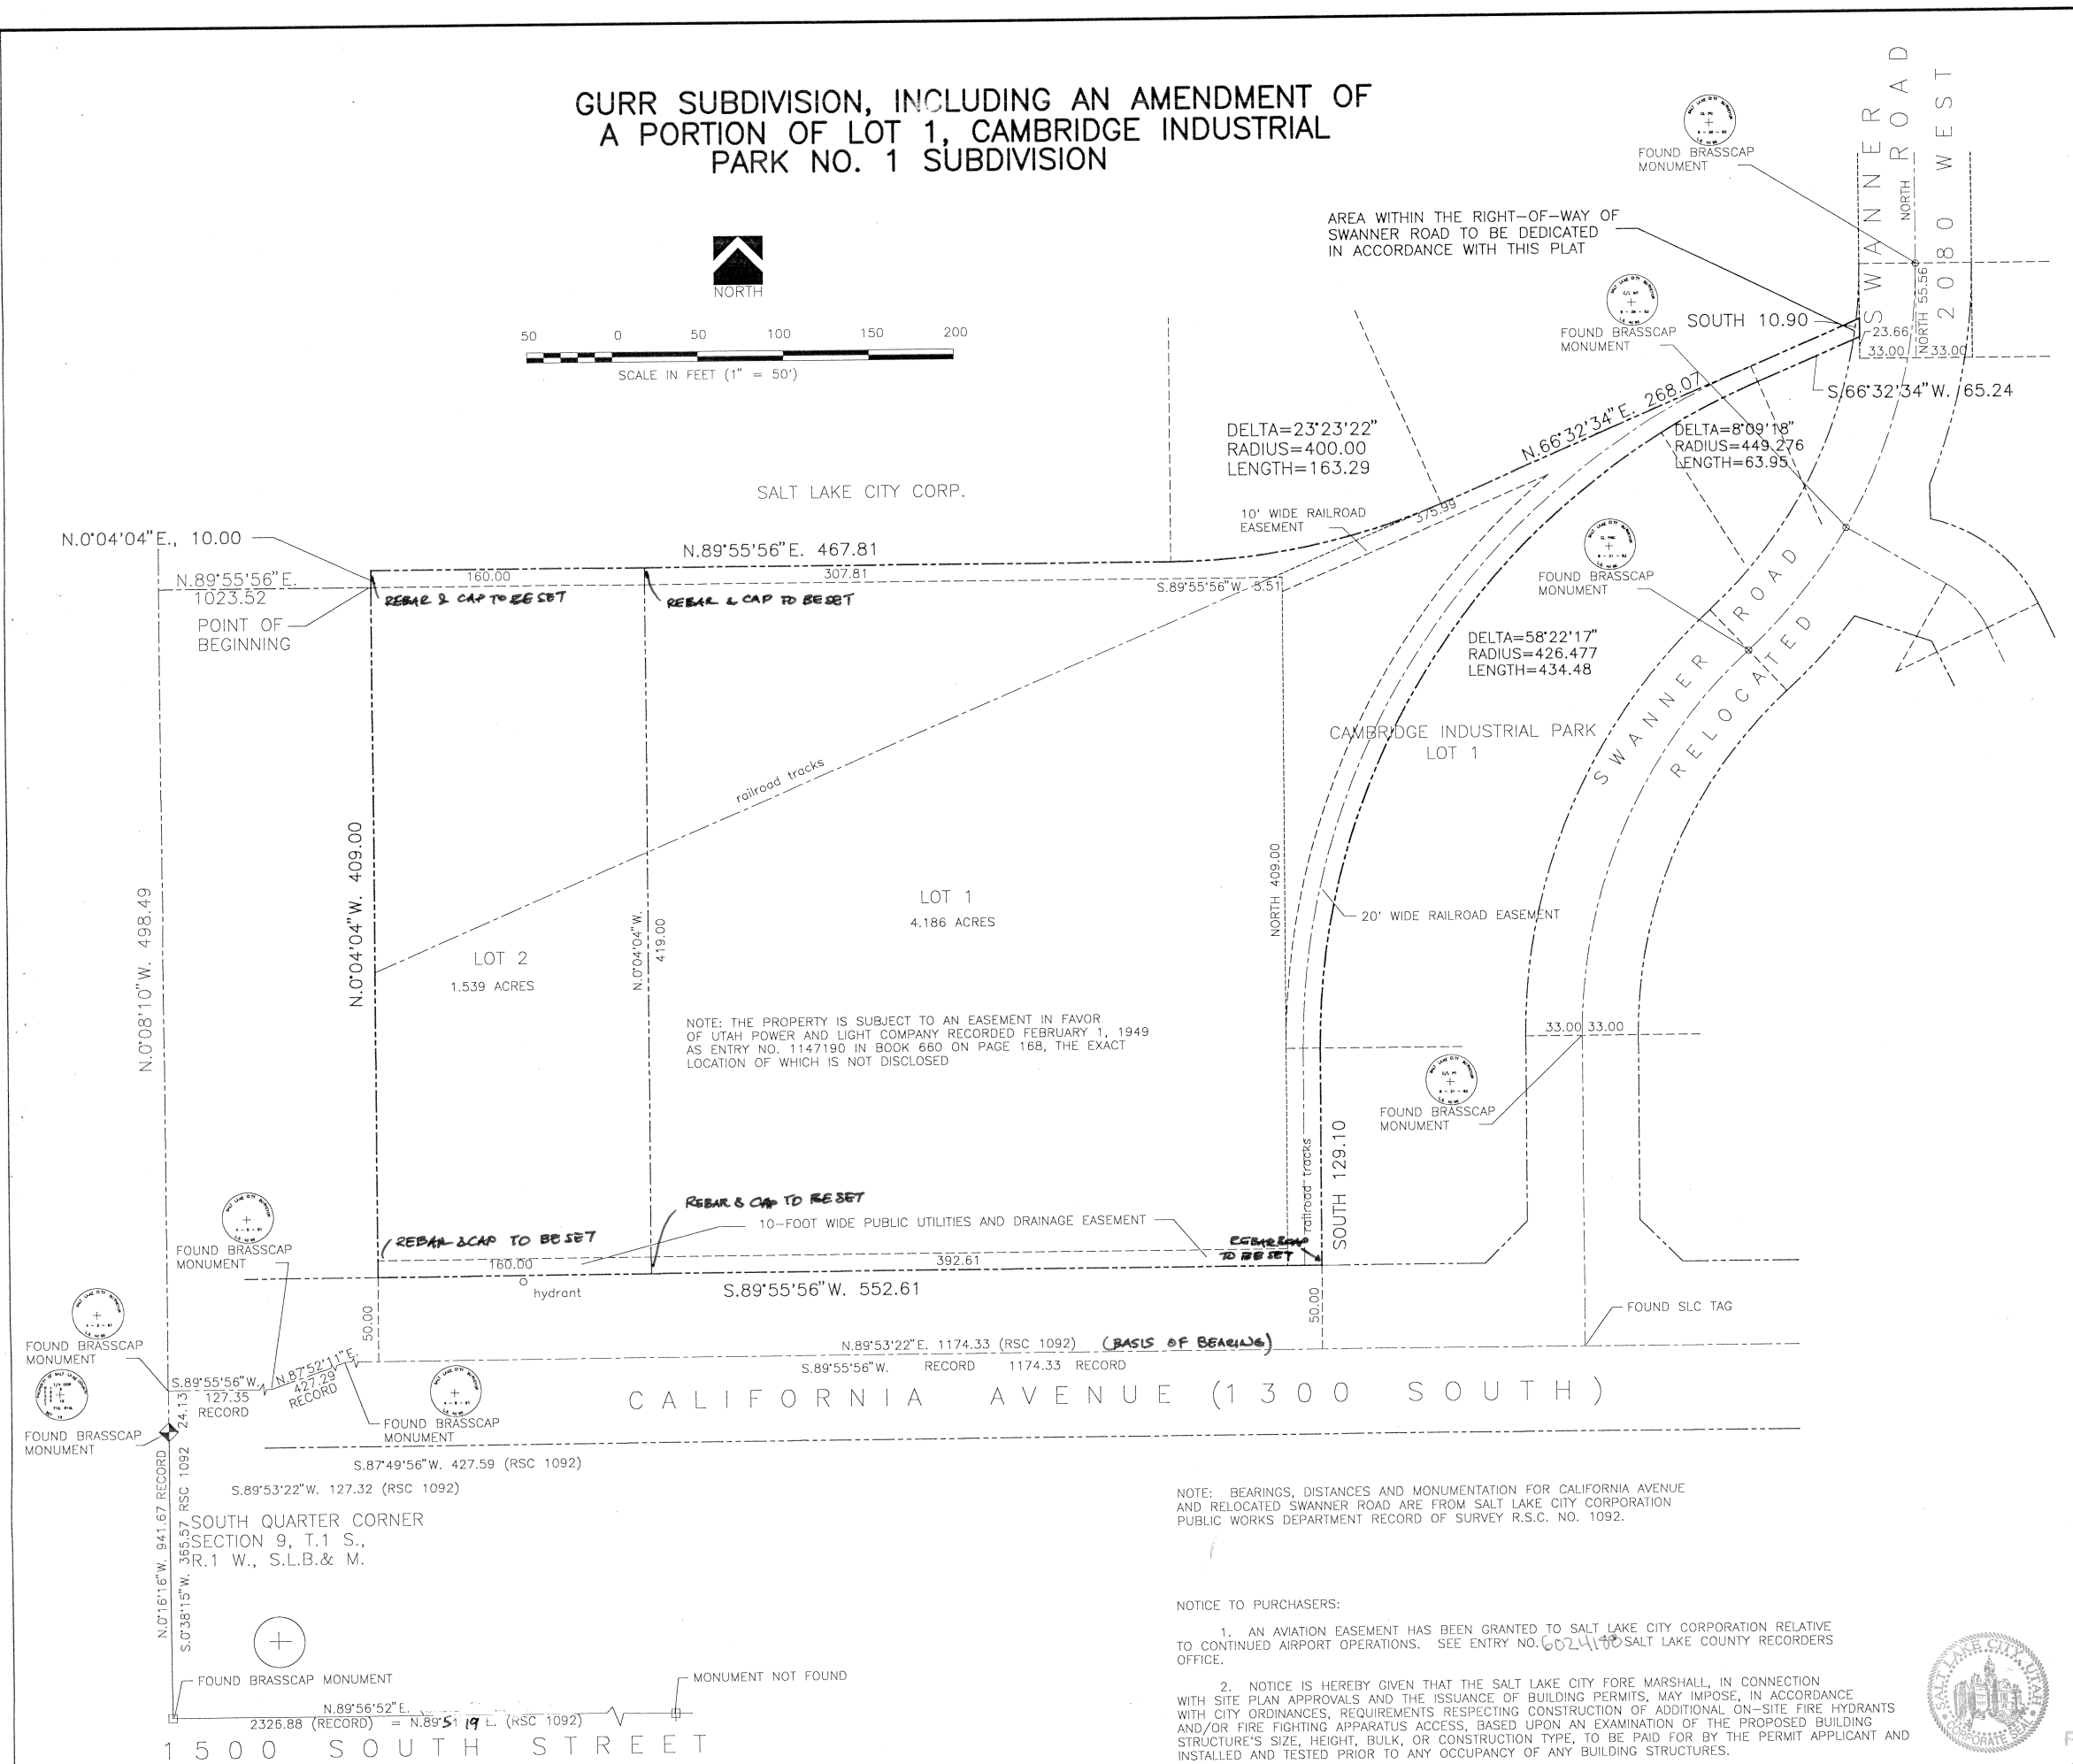 GURR SUBDIVISION, INCLUDING AN AMENDMENT OF
A PORTION OF LOT 1, CAMBRIDGE INDUSTRIAL
PARK NO. 1 SUBDIVISION
NORTH
50 0 50 100 150 200
SCALE IN FEET (1" = 50')
FOUND BRASSCAP
MONUMENT
SWANNER ROAD
NORTH
2080 WEST
AREA WITHIN THE RIGHT-OF-WAY OF
SWANNER ROAD TO BE DEDICATED
IN ACCORDANCE WITH THIS PLAT
FOUND BRASSCAP
MONUMENT
SOUTH 10.90
23.66
NORTH 55.56
33.00
33.00
S.66°32'34"W. 65.24
N.66°32'34"E. 268.07
DELTA=23°23'22"
RADIUS=400.00
LENGTH=163.29
DELTA=8°09'18"
RADIUS=449.276
LENGTH=63.95
SALT LAKE CITY CORP.
10' WIDE RAILROAD
EASEMENT
375.99
N.0°04'04"E., 10.00
N.89°55'56"E. 467.81
N.89°55'56"E.
1023.52
160.00
307.81
S.89°55'56"W. 5.51
REBAR & CAP TO BE SET
REBAR & CAP TO BE SET
POINT OF
BEGINNING
FOUND BRASSCAP
MONUMENT
DELTA=58°22'17"
RADIUS=426.477
LENGTH=434.48
SWANNER ROAD
RELOCATED
CAMBRIDGE INDUSTRIAL PARK
LOT 1
railroad tracks
N.0°08'10"W. 498.49
N.0°04'04"W. 409.00
N.0°04'04"W.
419.00
NORTH 409.00
LOT 1
4.186 ACRES
20' WIDE RAILROAD EASEMENT
LOT 2
1.539 ACRES
NOTE: THE PROPERTY IS SUBJECT TO AN EASEMENT IN FAVOR
OF UTAH POWER AND LIGHT COMPANY RECORDED FEBRUARY 1, 1949
AS ENTRY NO. 1147190 IN BOOK 660 ON PAGE 168, THE EXACT
LOCATION OF WHICH IS NOT DISCLOSED
33.00 33.00
FOUND BRASSCAP
MONUMENT
railroad tracks
SOUTH 129.10
REBAR & CAP TO BE SET
10-FOOT WIDE PUBLIC UTILITIES AND DRAINAGE EASEMENT
REBAR & CAP TO BE SET
REBAR & CAP
TO BE SET
FOUND BRASSCAP
MONUMENT
160.00
392.61
hydrant
S.89°55'56"W. 552.61
50.00
50.00
FOUND SLC TAG
FOUND BRASSCAP
MONUMENT
N.89°53'22"E. 1174.33 (RSC 1092) (BASIS OF BEARING)
S.89°55'56"W. RECORD 1174.33 RECORD
S.89°55'56"W.
127.35
RECORD
N.87°52'11"E.
427.29
RECORD
CALIFORNIA AVENUE (1300 SOUTH)
24.13
FOUND BRASSCAP
MONUMENT
FOUND BRASSCAP
MONUMENT
S.87°49'56"W. 427.59 (RSC 1092)
S.89°53'22"W. 127.32 (RSC 1092)
N.0°16'16"W. 941.67 RECORD
S.0°38'15"W. 365.57 RSC 1092
SOUTH QUARTER CORNER
SECTION 9, T.1 S.,
R.1 W., S.L.B.& M.
NOTE: BEARINGS, DISTANCES AND MONUMENTATION FOR CALIFORNIA AVENUE
AND RELOCATED SWANNER ROAD ARE FROM SALT LAKE CITY CORPORATION
PUBLIC WORKS DEPARTMENT RECORD OF SURVEY R.S.C. NO. 1092.
NOTICE TO PURCHASERS:
1. AN AVIATION EASEMENT HAS BEEN GRANTED TO SALT LAKE CITY CORPORATION RELATIVE
TO CONTINUED AIRPORT OPERATIONS. SEE ENTRY NO. 6024188 SALT LAKE COUNTY RECORDERS
OFFICE.
2. NOTICE IS HEREBY GIVEN THAT THE SALT LAKE CITY FORE MARSHALL, IN CONNECTION
WITH SITE PLAN APPROVALS AND THE ISSUANCE OF BUILDING PERMITS, MAY IMPOSE, IN ACCORDANCE
WITH CITY ORDINANCES, REQUIREMENTS RESPECTING CONSTRUCTION OF ADDITIONAL ON-SITE FIRE HYDRANTS
AND/OR FIRE FIGHTING APPARATUS ACCESS, BASED UPON AN EXAMINATION OF THE PROPOSED BUILDING
STRUCTURE'S SIZE, HEIGHT, BULK, OR CONSTRUCTION TYPE, TO BE PAID FOR BY THE PERMIT APPLICANT AND
INSTALLED AND TESTED PRIOR TO ANY OCCUPANCY OF ANY BUILDING STRUCTURES.
SALT LAKE CITY, UTAH
CORPORATE SEAL
FOUND BRASSCAP MONUMENT
MONUMENT NOT FOUND
N.89°56'52"E.
2326.88 (RECORD) = N.89°51 19 E. (RSC 1092)
1500 SOUTH STREET